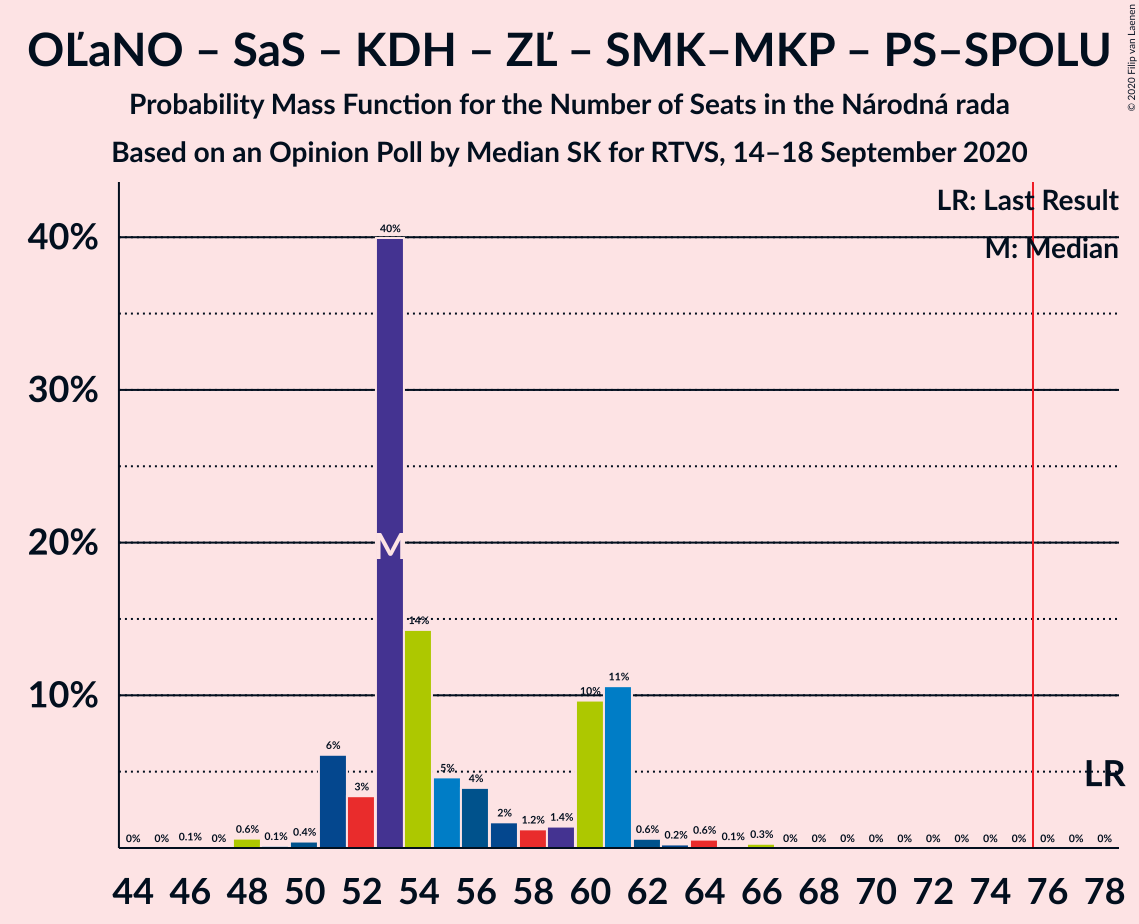 OĽaNO – SaS – KDH – ZĽ – SMK–MKP – PS–SPOLU
Probability Mass Function for the Number of Seats in the Národná rada
Based on an Opinion Poll by Median SK for RTVS, 14–18 September 2020
© 2020 Filip van Laenen
LR: Last Result
M: Median
40%
30%
20%
10%
0% 0% 0.1% 0% 0.6% 0.1% 0.4% 6% 3% 40% 14% 5% 4% 2% 1.2% 1.4% 10% 11% 0.6% 0.2% 0.6% 0.1% 0.3% 0% 0% 0% 0% 0% 0% 0% 0% 0% 0% 0% 0%
M
LR
44 46 48 50 52 54 56 58 60 62 64 66 68 70 72 74 76 78